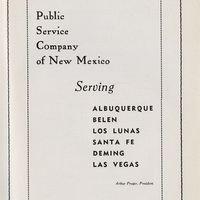 Public
Service
Company
of New Mexico
Serving
ALBUQUERQUE
BELEN
LOS LUNAS
SANTA FE
DEMING
LAS VEGAS
Arthur Prager, President